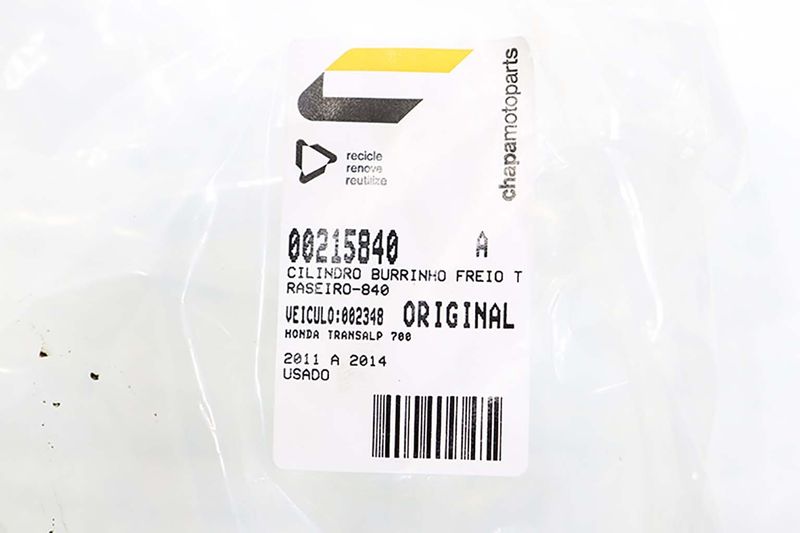 chapamotoparts
recicle
renove
reutilize
00215840 A
CILINDRO BURRINHO FREIO T
RASEIRO-840
VEICULO:002348 ORIGINAL
HONDA TRANSALP 700
2011 A 2014
USADO